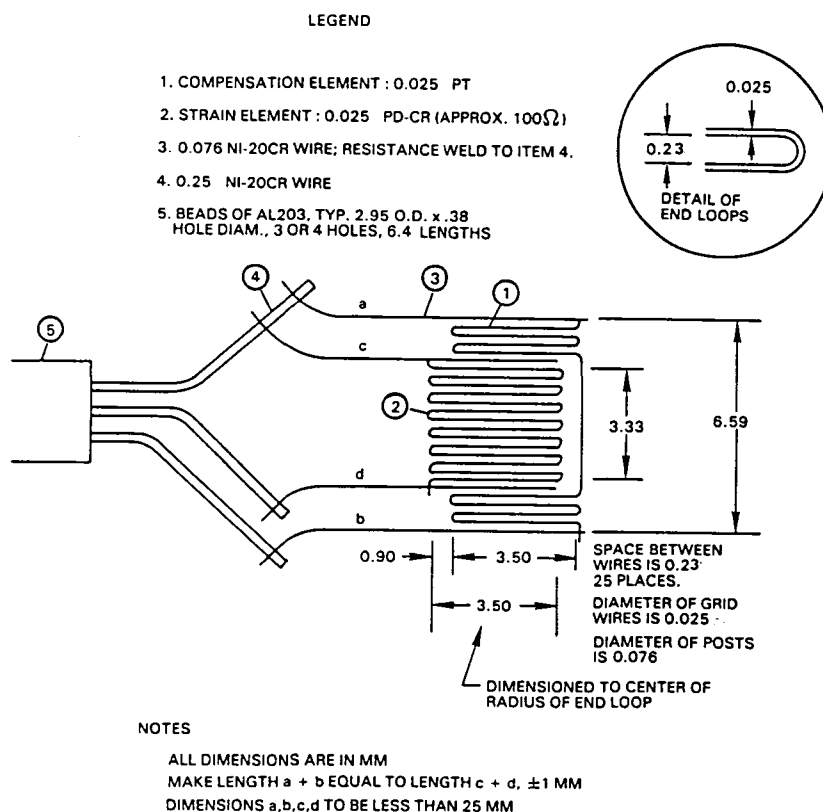 LEGEND
1. COMPENSATION ELEMENT : 0.025 PT
2. STRAIN ELEMENT : 0.025 PD-CR (APPROX. 100Ω)
3. 0.076 NI-20CR WIRE; RESISTANCE WELD TO ITEM 4.
4. 0.25 NI-20CR WIRE
5. BEADS OF AL203, TYP. 2.95 O.D. x .38
HOLE DIAM., 3 OR 4 HOLES, 6.4 LENGTHS
0.025
0.23
DETAIL OF
END LOOPS
4
a
3
1
5
c
2
3.33
6.59
d
b
0.90
3.50
3.50
SPACE BETWEEN
WIRES IS 0.23
25 PLACES.
DIAMETER OF GRID
WIRES IS 0.025
DIAMETER OF POSTS
IS 0.076
DIMENSIONED TO CENTER OF
RADIUS OF END LOOP
NOTES
ALL DIMENSIONS ARE IN MM
MAKE LENGTH a + b EQUAL TO LENGTH c + d, ±1 MM
DIMENSIONS a,b,c,d TO BE LESS THAN 25 MM